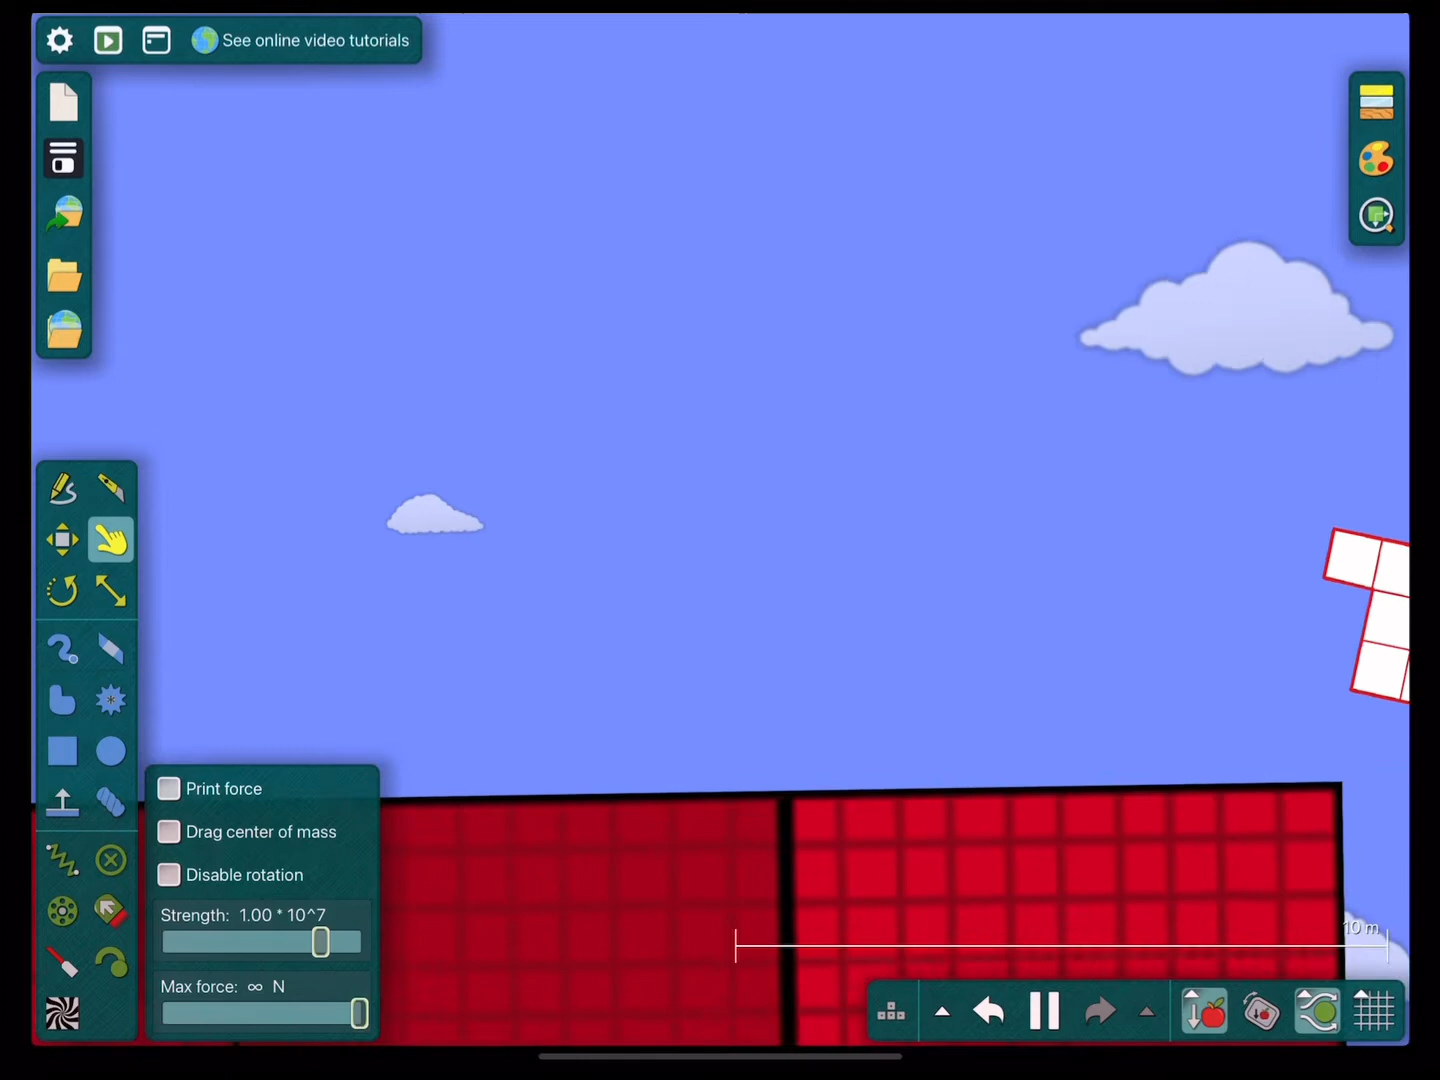 See online video tutorials
Print force
Drag center of mass
Disable rotation
Strength: 1.00 * 10^7
Max force: ∞ N
10 m